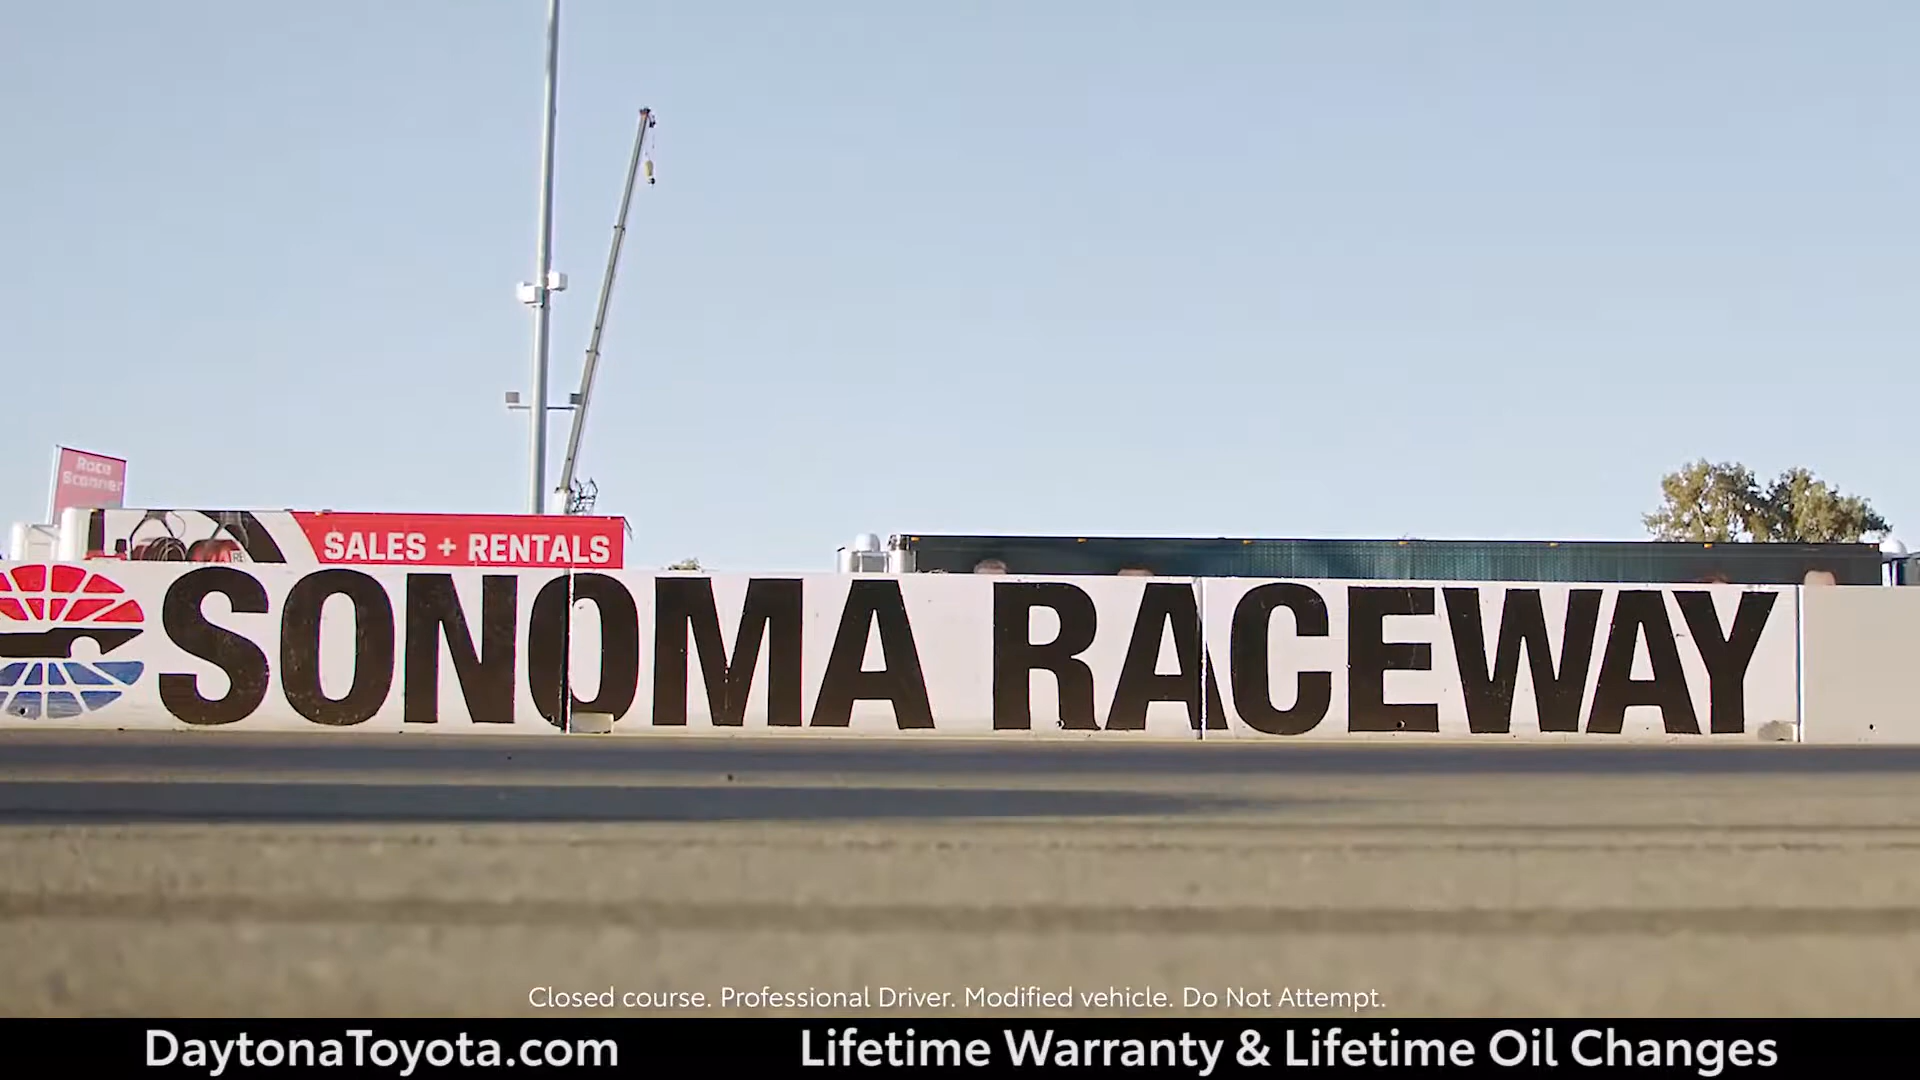 Race
Scanner
SALES + RENTALS
SONOMA RACEWAY
Closed course. Professional Driver. Modified vehicle. Do Not Attempt.
DaytonaToyota.com
Lifetime Warranty & Lifetime Oil Changes